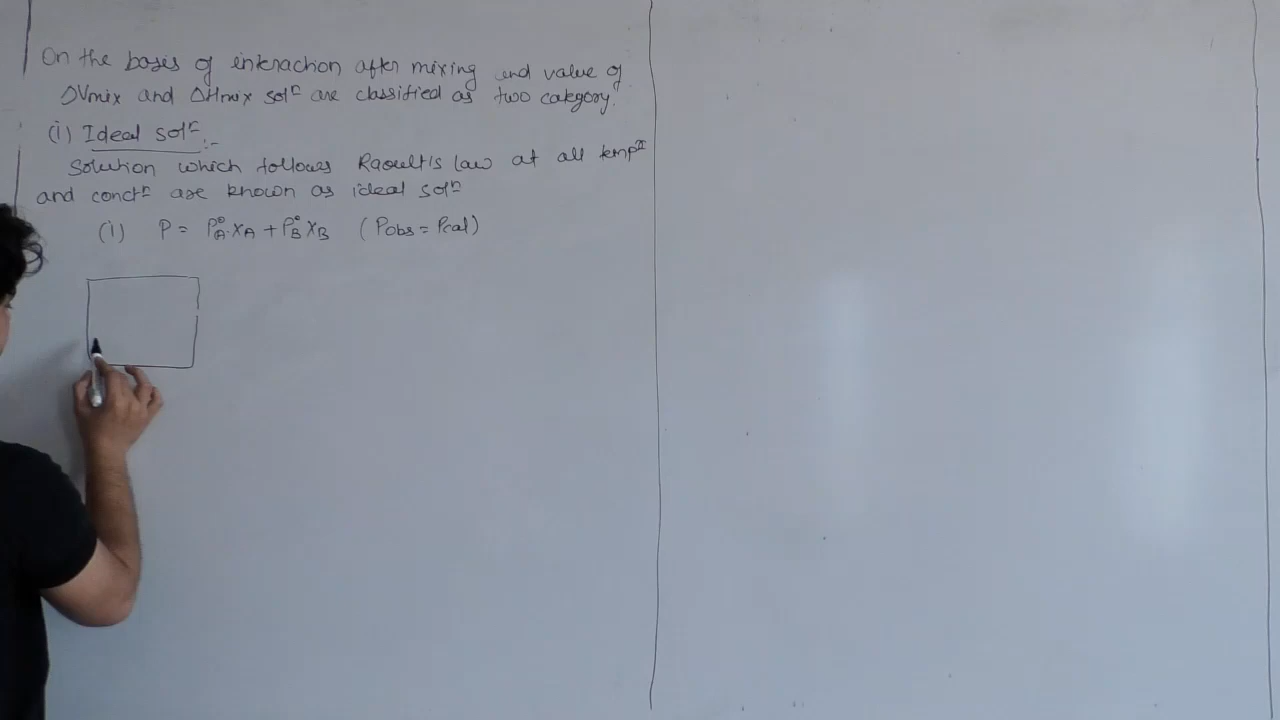 On the basis of interaction after mixing and value of
ΔVmix and ΔHmix solⁿ are classified as two category.
(i) Ideal solⁿ :-
Solution which follows Raoult's law at all tempʳ
and conctⁿ are known as ideal solⁿ
(i) P = P°A.xA + P°B xB (Pobs = Pcal)